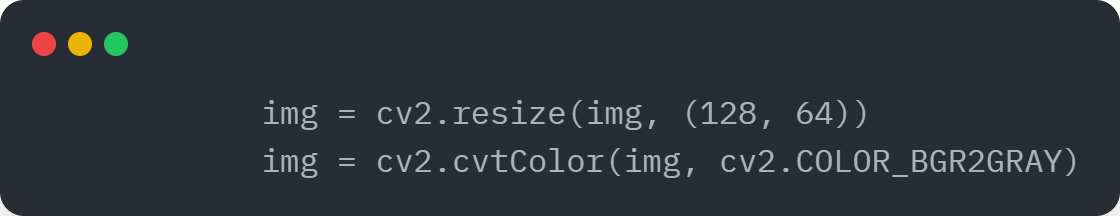 img = cv2.resize(img, (128, 64))
img = cv2.cvtColor(img, cv2.COLOR_BGR2GRAY)